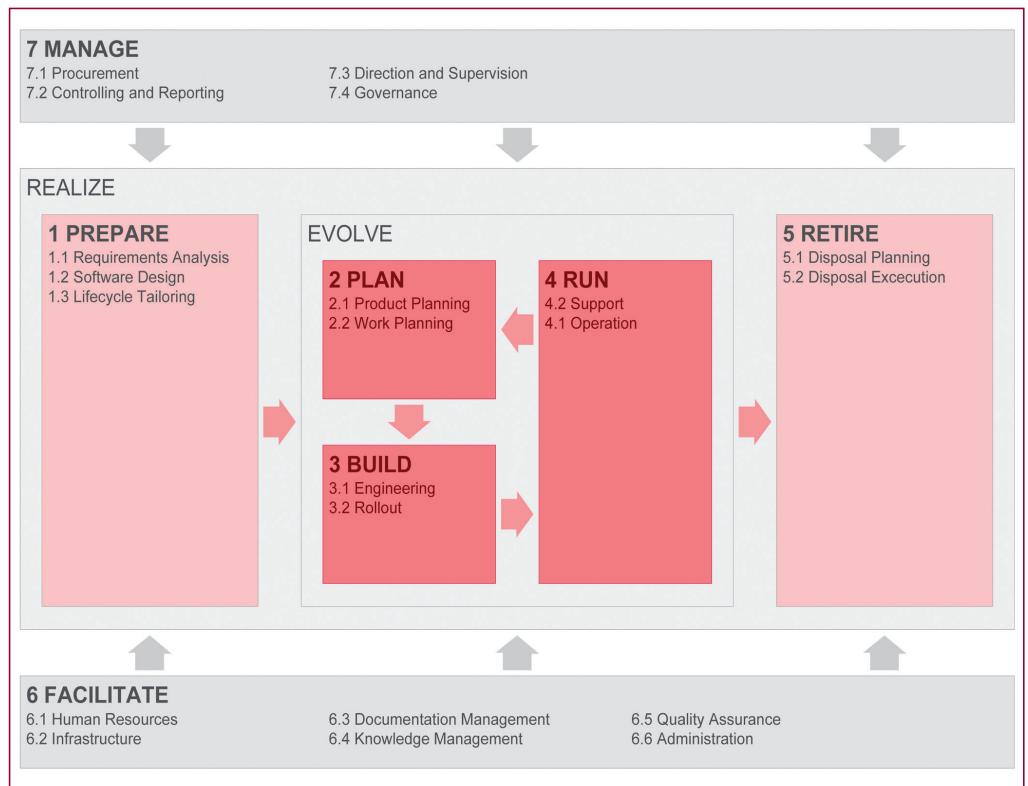 7 MANAGE
7.1 Procurement
7.2 Controlling and Reporting
7.3 Direction and Supervision
7.4 Governance
REALIZE
1 PREPARE
1.1 Requirements Analysis
1.2 Software Design
1.3 Lifecycle Tailoring
EVOLVE
2 PLAN
2.1 Product Planning
2.2 Work Planning
3 BUILD
3.1 Engineering
3.2 Rollout
4 RUN
4.2 Support
4.1 Operation
5 RETIRE
5.1 Disposal Planning
5.2 Disposal Excecution
6 FACILITATE
6.1 Human Resources
6.2 Infrastructure
6.3 Documentation Management
6.4 Knowledge Management
6.5 Quality Assurance
6.6 Administration